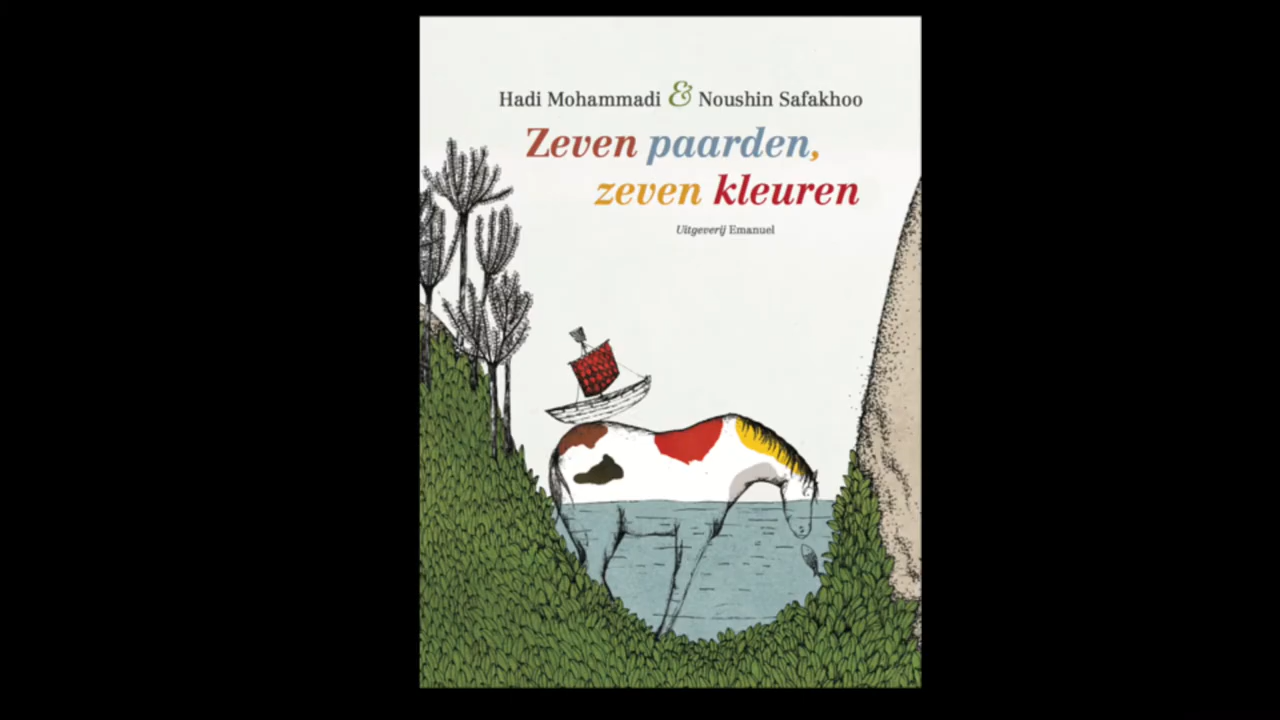 Hadi Mohammadi & Noushin Safakhoo
Zeven paarden,
zeven kleuren
Uitgeverij Emanuel